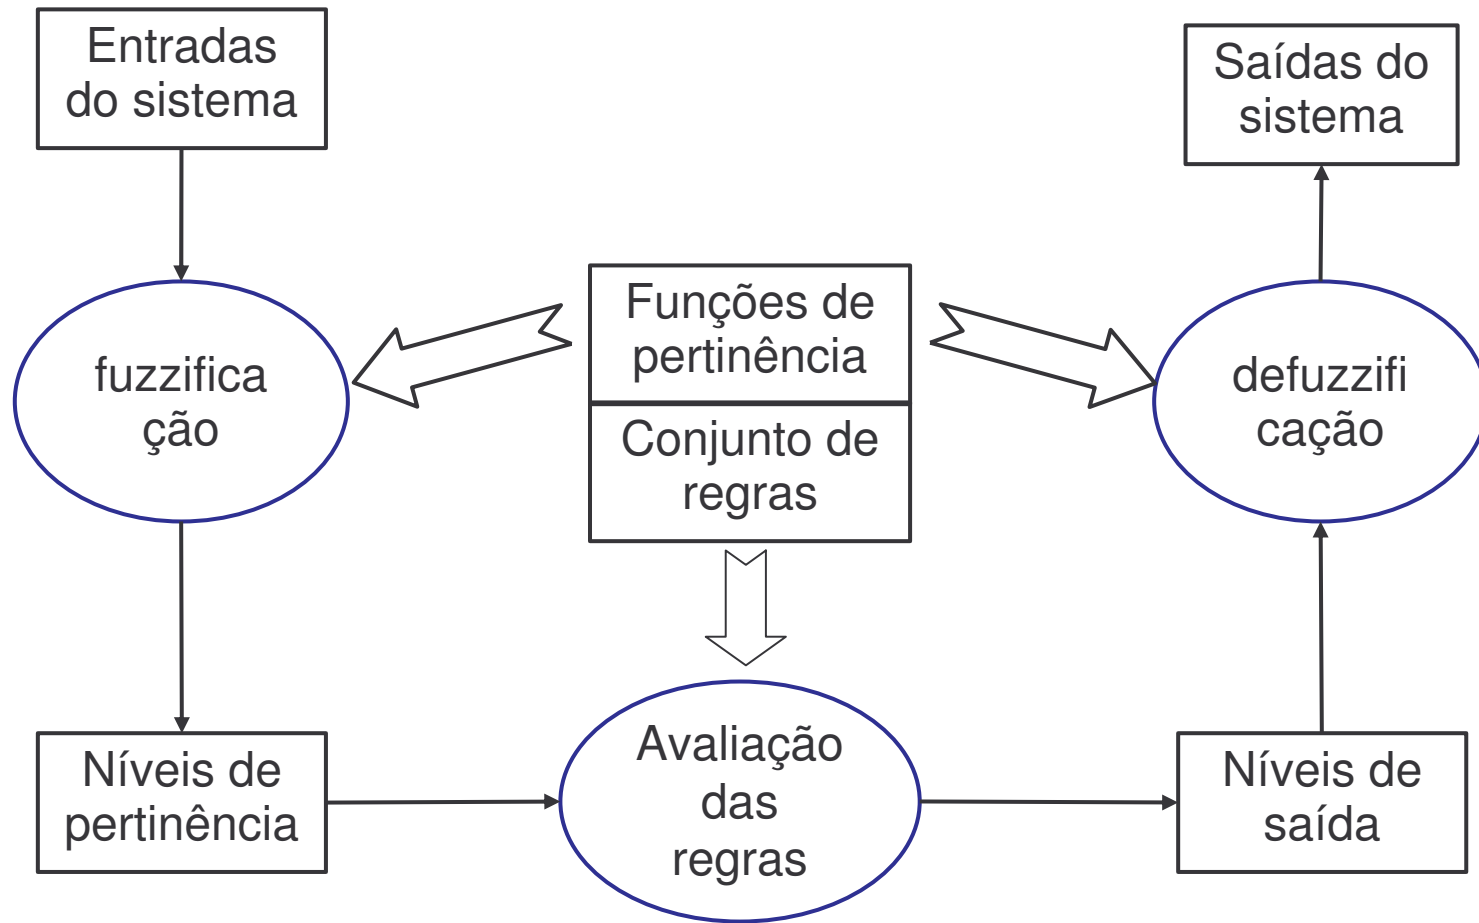 Entradas
do sistema
Saídas do
sistema
Funções de
pertinência
fuzzifica
ção
defuzzifi
cação
Conjunto de
regras
Níveis de
pertinência
Avaliação
das
regras
Níveis de
saída